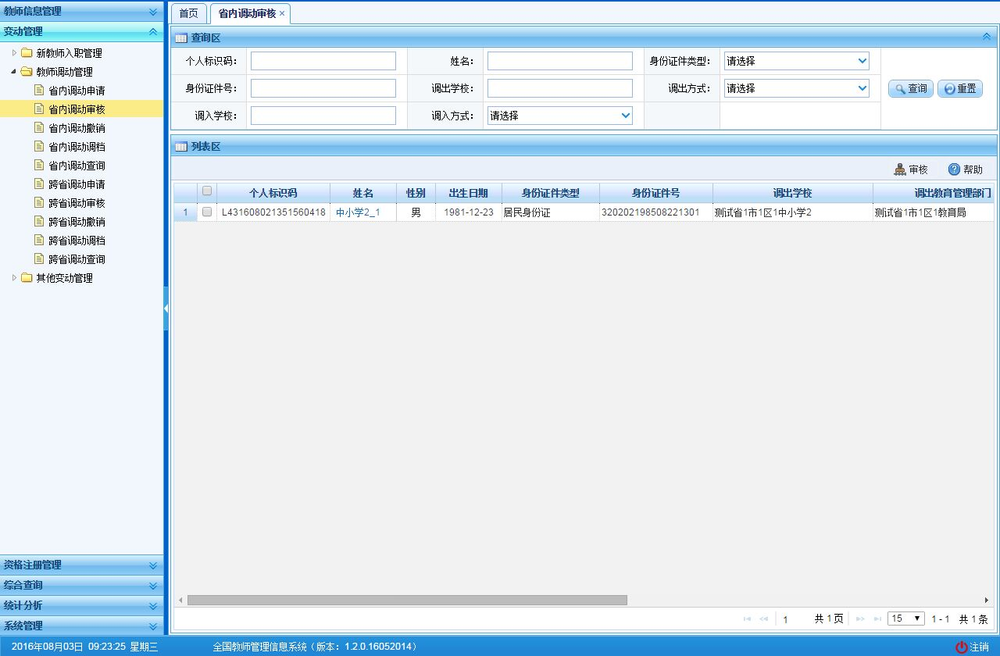 教师信息管理
变动管理
新教师入职管理
教师调动管理
省内调动申请
省内调动审核
省内调动撤销
省内调动调档
省内调动查询
跨省调动申请
跨省调动审核
跨省调动撤销
跨省调动调档
跨省调动查询
其他变动管理
资格注册管理
综合查询
统计分析
系统管理
首页 省内调动审核 ×
查询区
个人标识码： 姓名： 身份证件类型： 请选择
身份证件号： 调出学校： 调出方式： 请选择 查询 重置
调入学校： 调入方式： 请选择
列表区
审核 帮助
个人标识码 姓名 性别 出生日期 身份证件类型 身份证件号 调出学校 调出教育管理部门
1 L431608021351560418 中小学2_1 男 1981-12-23 居民身份证 320202198508221301 测试省1市1区1中小学2 测试省1市1区1教育局
1 共 1 页 15 1 - 1 共 1 条
2016年08月03日 09:23:25 星期三 全国教师管理信息系统（版本：1.2.0.16052014） 注销